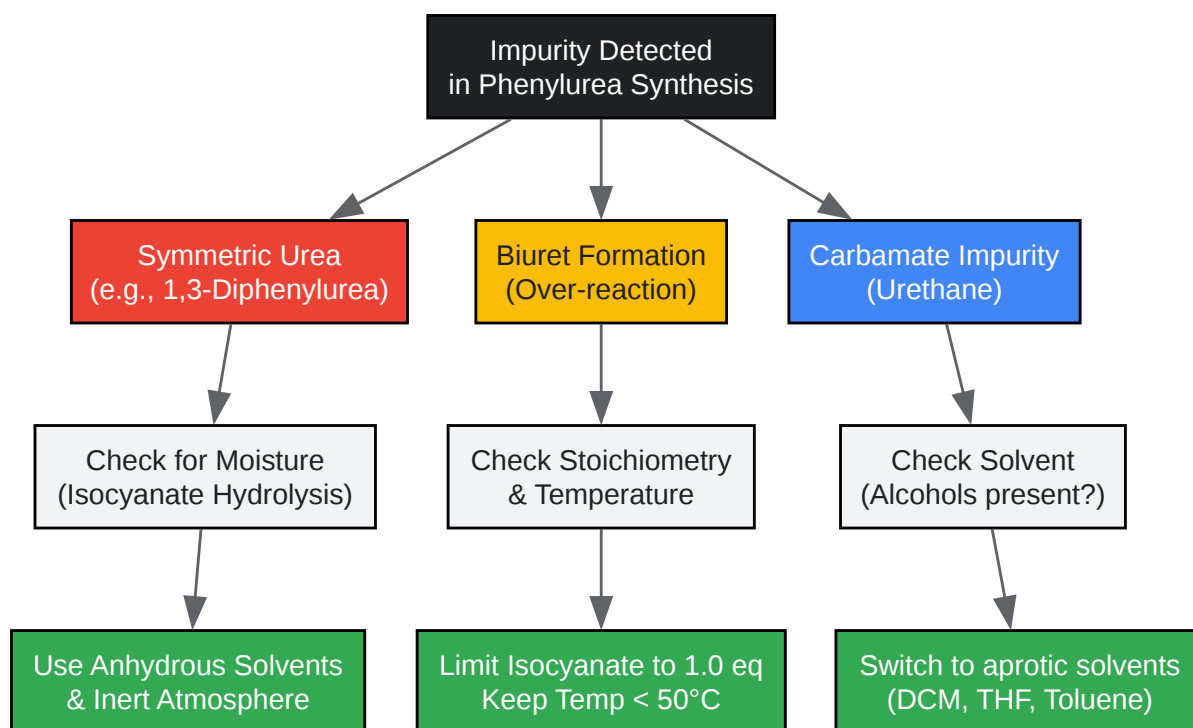 Impurity Detected
in Phenylurea Synthesis
Symmetric Urea
(e.g., 1,3-Diphenylurea)
Biuret Formation
(Over-reaction)
Carbamate Impurity
(Urethane)
Check for Moisture
(Isocyanate Hydrolysis)
Check Stoichiometry
& Temperature
Check Solvent
(Alcohols present?)
Use Anhydrous Solvents
& Inert Atmosphere
Limit Isocyanate to 1.0 eq
Keep Temp < 50°C
Switch to aprotic solvents
(DCM, THF, Toluene)